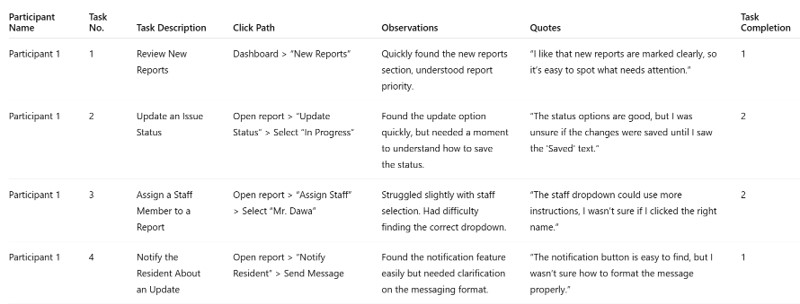 Participant Name	Task No.	Task Description	Click Path	Observations	Quotes	Task Completion
Participant 1	1	Review New Reports	Dashboard > "New Reports"	Quickly found the new reports section, understood report priority.	"I like that new reports are marked clearly, so it's easy to spot what needs attention."	1
Participant 1	2	Update an Issue Status	Open report > "Update Status" > Select "In Progress"	Found the update option quickly, but needed a moment to understand how to save the status.	"The status options are good, but I was unsure if the changes were saved until I saw the 'Saved' text."	2
Participant 1	3	Assign a Staff Member to a Report	Open report > "Assign Staff" > Select "Mr. Dawa"	Struggled slightly with staff selection. Had difficulty finding the correct dropdown.	"The staff dropdown could use more instructions, I wasn't sure if I clicked the right name."	2
Participant 1	4	Notify the Resident About an Update	Open report > "Notify Resident" > Send Message	Found the notification feature easily but needed clarification on the messaging format.	"The notification button is easy to find, but I wasn't sure how to format the message properly."	1